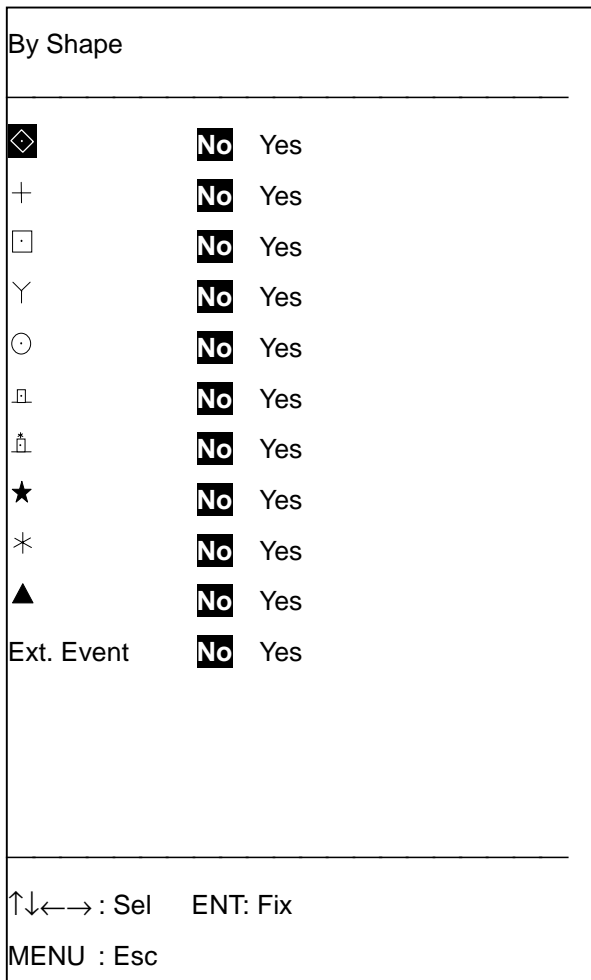 By Shape
No Yes
No Yes
No Yes
No Yes
No Yes
No Yes
No Yes
No Yes
No Yes
No Yes
Ext. Event No Yes
↑↓←→ : Sel ENT: Fix
MENU : Esc